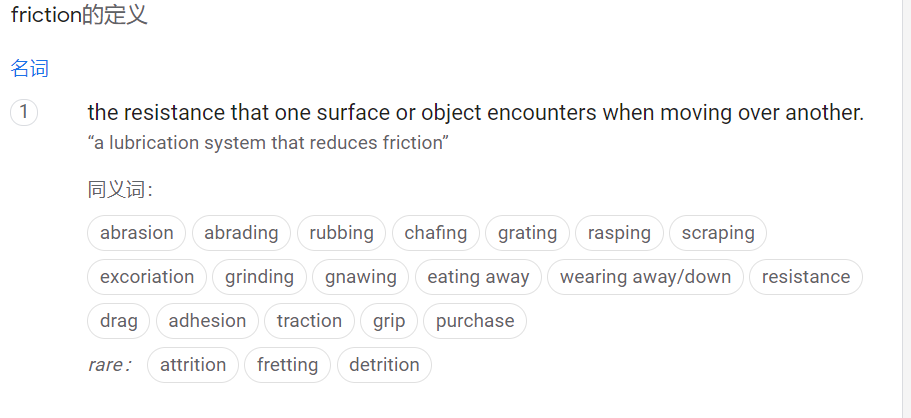 friction的定义
名词
1 the resistance that one surface or object encounters when moving over another.
“a lubrication system that reduces friction”
同义词：
abrasion abrading rubbing chafing grating rasping scraping
excoriation grinding gnawing eating away wearing away/down resistance
drag adhesion traction grip purchase
rare： attrition fretting detrition